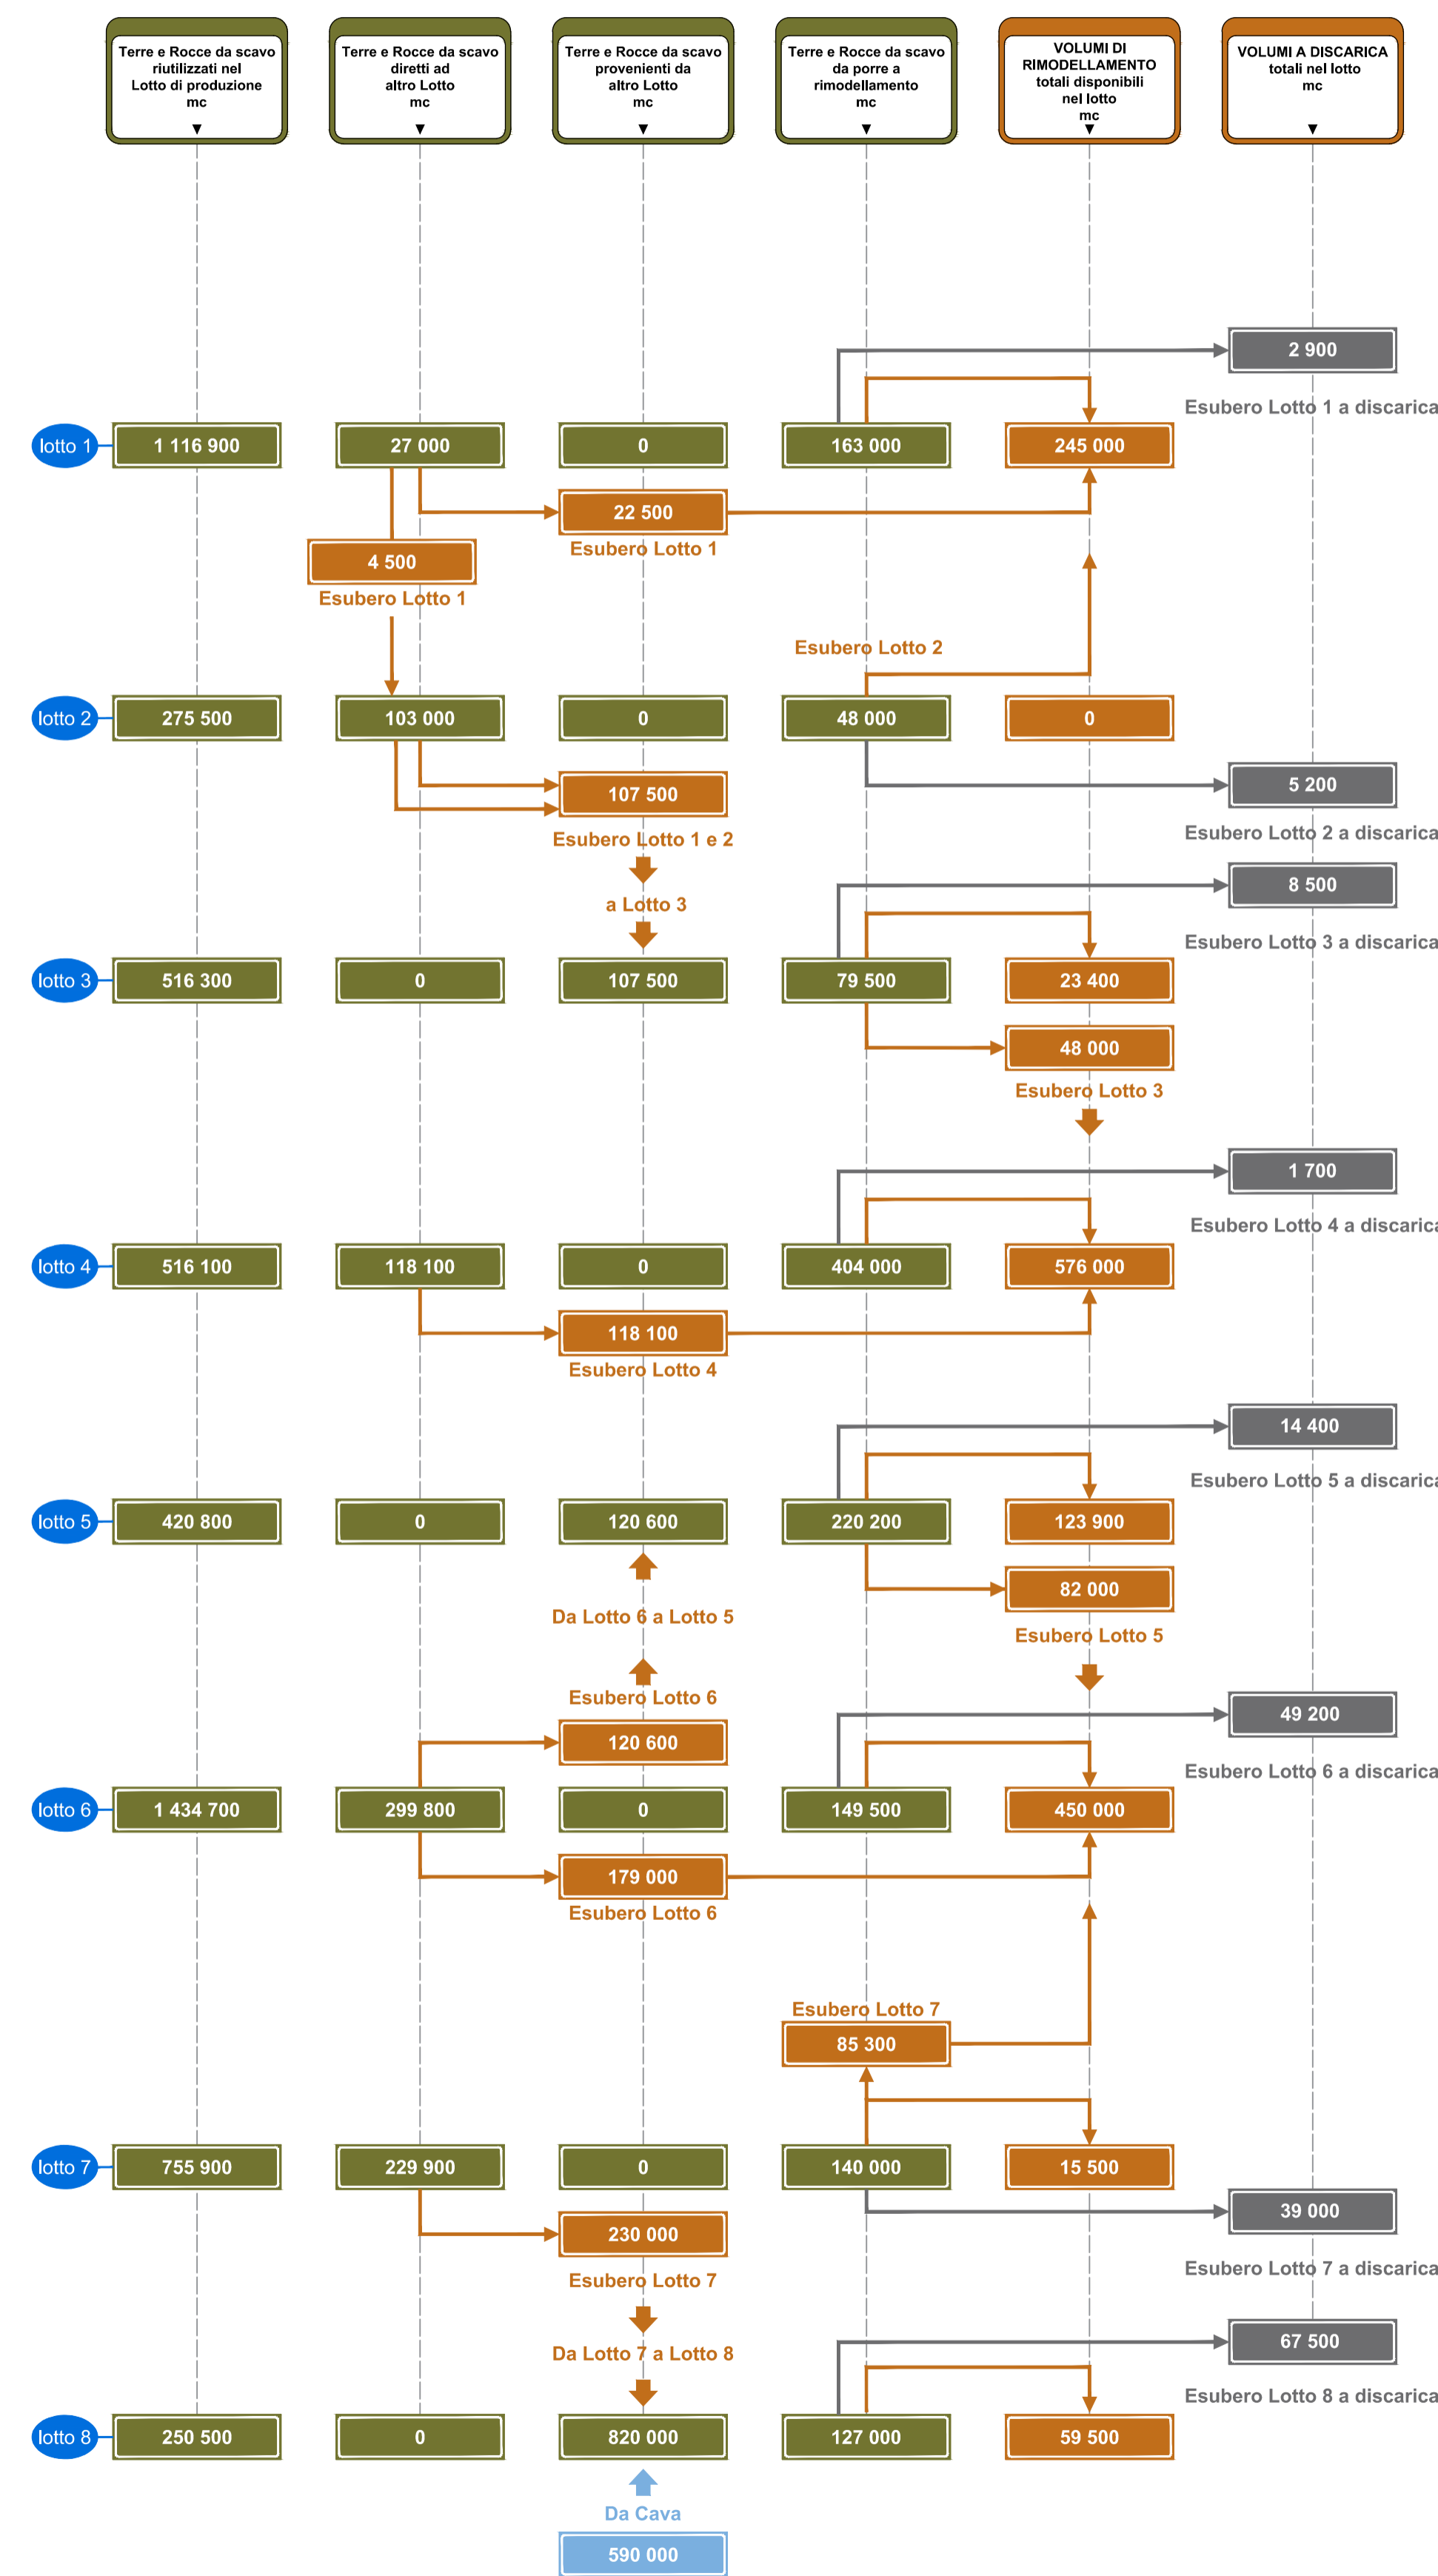 Terre e Rocce da scavo
riutilizzati nel
Lotto di produzione
mc
Terre e Rocce da scavo
diretti ad
altro Lotto
mc
Terre e Rocce da scavo
provenienti da
altro Lotto
mc
Terre e Rocce da scavo
da porre a
rimodellamento
mc
VOLUMI DI
RIMODELLAMENTO
totali disponibili
nel lotto
mc
VOLUMI A DISCARICA
totali nel lotto
mc
2 900
Esubero Lotto 1 a discarica
lotto 1
1 116 900
27 000
0
163 000
245 000
22 500
Esubero Lotto 1
4 500
Esubero Lotto 1
Esubero Lotto 2
lotto 2
275 500
103 000
0
48 000
0
5 200
Esubero Lotto 2 a discarica
107 500
Esubero Lotto 1 e 2
a Lotto 3
8 500
Esubero Lotto 3 a discarica
lotto 3
516 300
0
107 500
79 500
23 400
48 000
Esubero Lotto 3
1 700
Esubero Lotto 4 a discarica
lotto 4
516 100
118 100
0
404 000
576 000
118 100
Esubero Lotto 4
14 400
Esubero Lotto 5 a discarica
lotto 5
420 800
0
120 600
220 200
123 900
82 000
Esubero Lotto 5
Da Lotto 6 a Lotto 5
Esubero Lotto 6
120 600
49 200
Esubero Lotto 6 a discarica
lotto 6
1 434 700
299 800
0
149 500
450 000
179 000
Esubero Lotto 6
Esubero Lotto 7
85 300
lotto 7
755 900
229 900
0
140 000
15 500
39 000
Esubero Lotto 7 a discarica
230 000
Esubero Lotto 7
Da Lotto 7 a Lotto 8
67 500
Esubero Lotto 8 a discarica
lotto 8
250 500
0
820 000
127 000
59 500
Da Cava
590 000